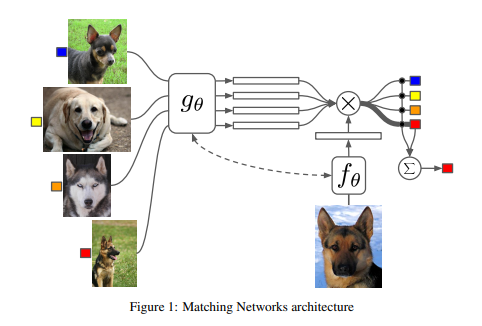 gθ
×
fθ
Σ
Figure 1: Matching Networks architecture